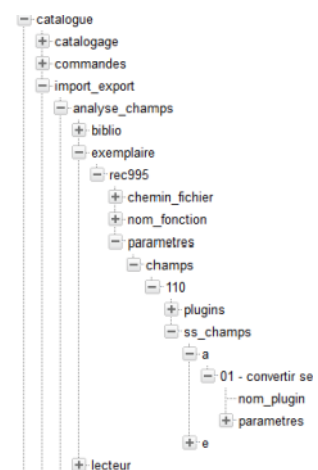 catalogue
catalogage
commandes
import_export
analyse_champs
biblio
exemplaire
rec995
chemin_fichier
nom_fonction
parametres
champs
110
plugins
ss_champs
a
01 - convertir se
nom_plugin
parametres
e
lecteur